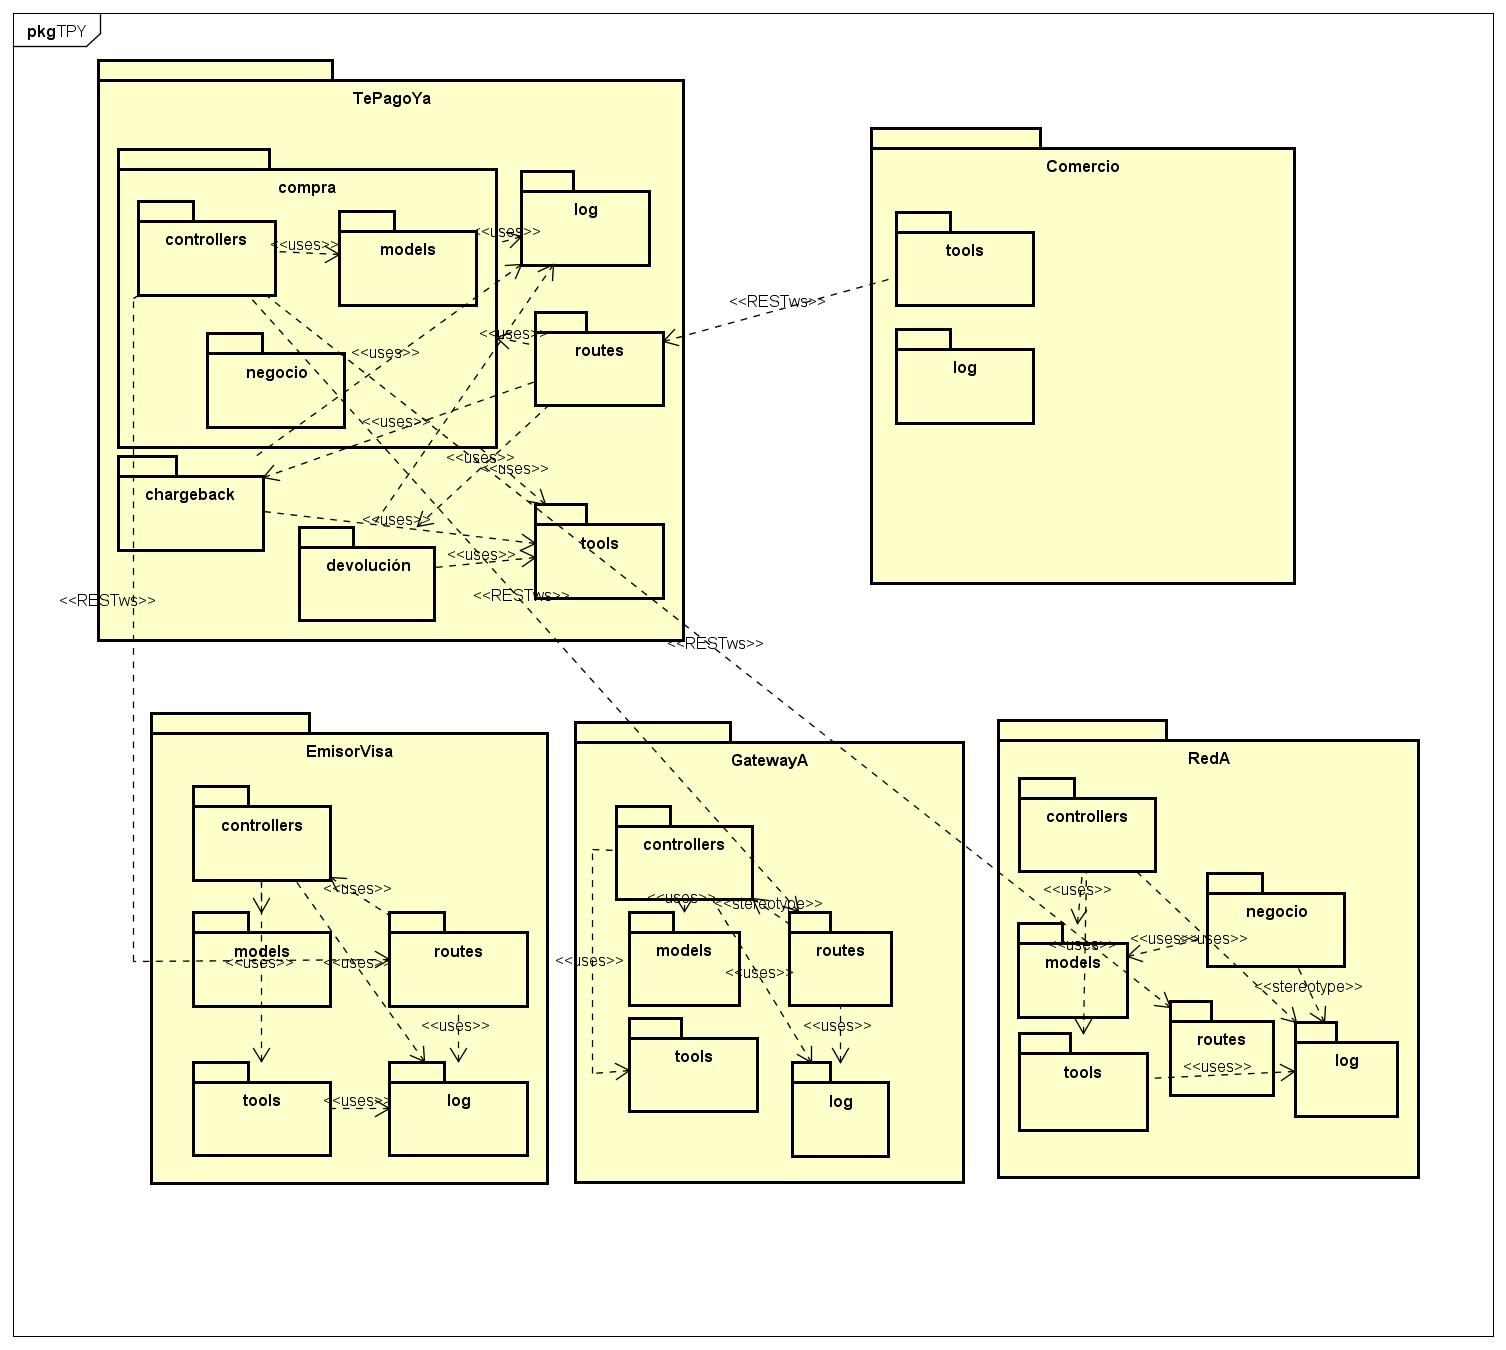 pkg TPY
TePagoYa
compra
controllers
<<uses>>
models
<<uses>>
log
negocio
<<uses>>
<<uses>>
routes
<<uses>>
<<uses>>
<<uses>>
chargeback
<<uses>>
devolución
<<uses>>
tools
<<RESTws>>
<<RESTws>>
<<RESTws>>
<<RESTws>>
Comercio
tools
log
EmisorVisa
controllers
<<uses>>
models
<<uses>>
<<uses>>
routes
<<uses>>
tools
<<uses>>
log
GatewayA
controllers
<<uses>>
<<stereotype>>
models
routes
<<uses>>
<<uses>>
<<uses>>
tools
log
RedA
controllers
<<uses>>
negocio
<<uses>>
<<uses>>
<<uses>>
models
<<stereotype>>
routes
<<uses>>
tools
log